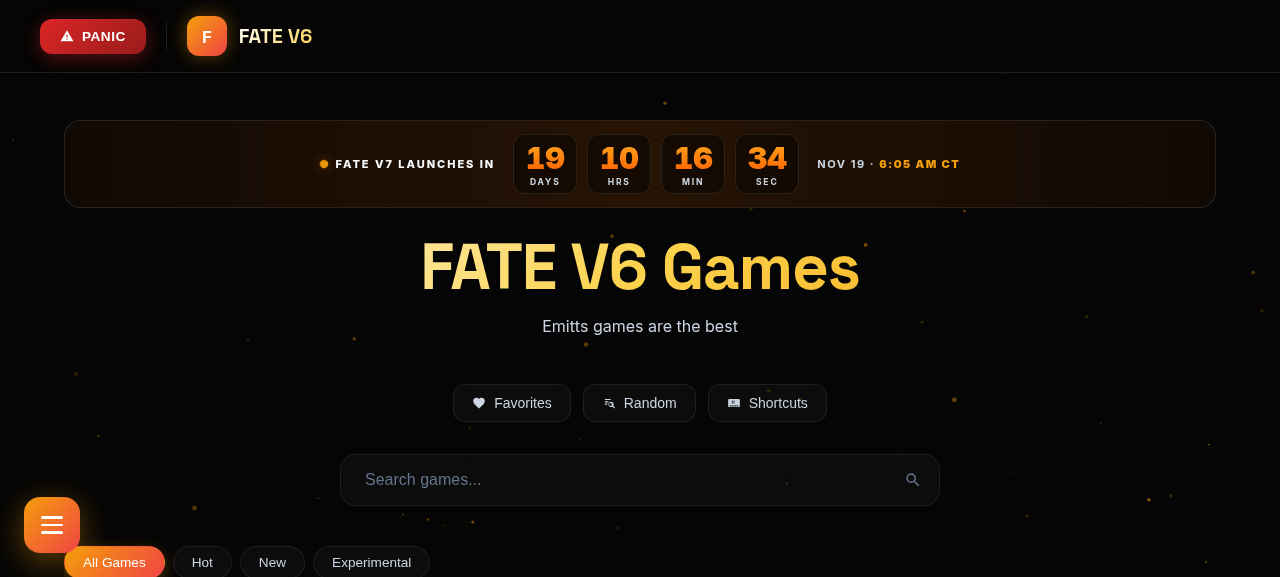 PANIC
F
FATE V6
FATE V7 LAUNCHES IN
19 10 16 34
DAYS HRS MIN SEC
NOV 19 · 6:05 AM CT
FATE V6 Games
Emitts games are the best
Favorites Random Shortcuts
Search games...
All Games Hot New Experimental